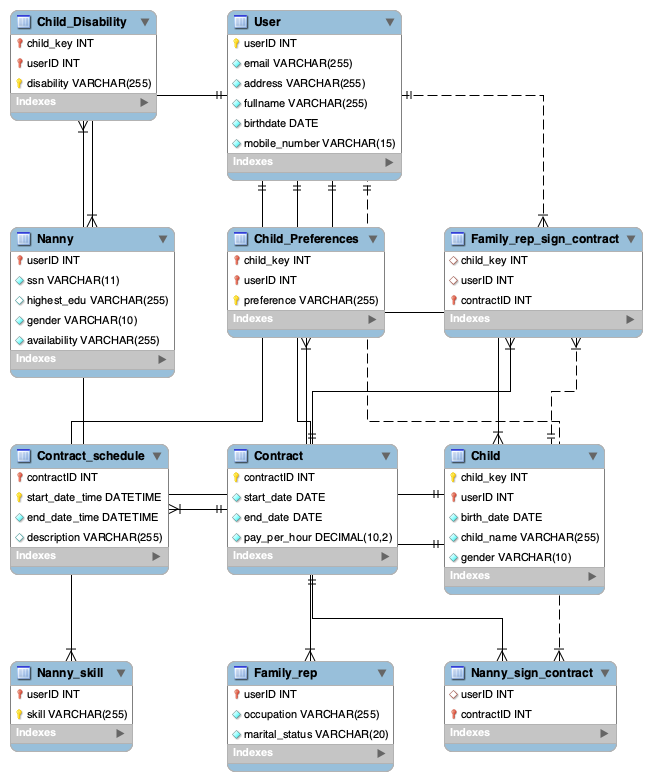 Child_Disability
child_key INT
userID INT
disability VARCHAR(255)
Indexes
User
userID INT
email VARCHAR(255)
address VARCHAR(255)
fullname VARCHAR(255)
birthdate DATE
mobile_number VARCHAR(15)
Indexes
Nanny
userID INT
ssn VARCHAR(11)
highest_edu VARCHAR(255)
gender VARCHAR(10)
availability VARCHAR(255)
Indexes
Child_Preferences
child_key INT
userID INT
preference VARCHAR(255)
Indexes
Family_rep_sign_contract
child_key INT
userID INT
contractID INT
Indexes
Contract_schedule
contractID INT
start_date_time DATETIME
end_date_time DATETIME
description VARCHAR(255)
Indexes
Contract
contractID INT
start_date DATE
end_date DATE
pay_per_hour DECIMAL(10,2)
Indexes
Child
child_key INT
userID INT
birth_date DATE
child_name VARCHAR(255)
gender VARCHAR(10)
Indexes
Nanny_skill
userID INT
skill VARCHAR(255)
Indexes
Family_rep
userID INT
occupation VARCHAR(255)
marital_status VARCHAR(20)
Indexes
Nanny_sign_contract
userID INT
contractID INT
Indexes